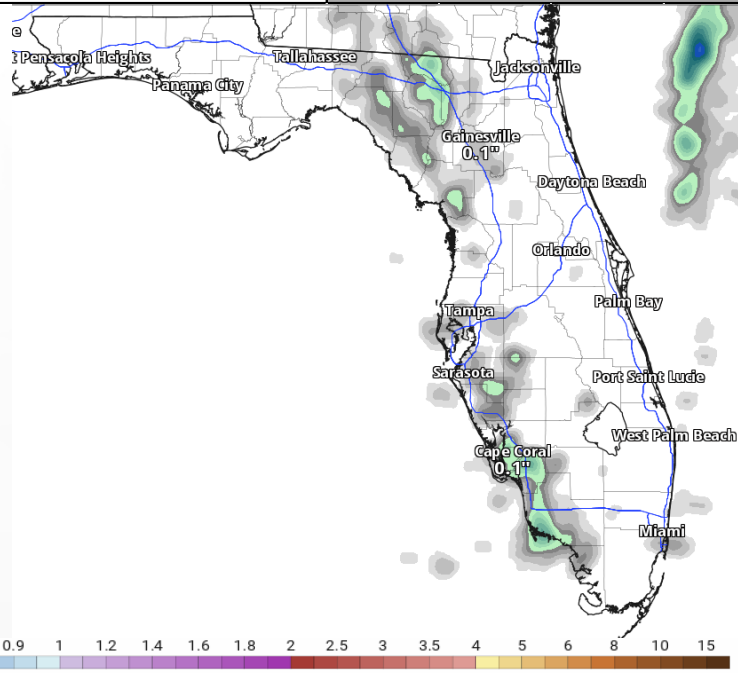 e
Pensacola Heights
Tallahassee
Jacksonville
Panama City
Gainesville
0.1"
Daytona Beach
Orlando
Palm Bay
Tampa
Sarasota
Port Saint Lucie
West Palm Beach
Cape Coral
0.1"
Miami
0.9 1 1.2 1.4 1.6 1.8 2 2.5 3 3.5 4 5 6 8 10 15